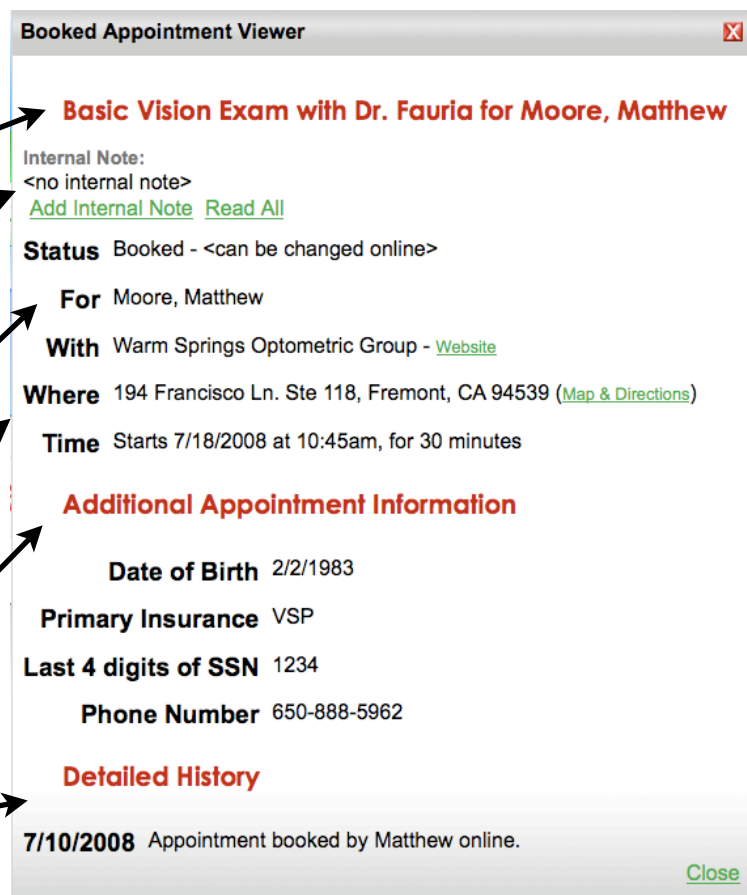 Booked Appointment Viewer
Basic Vision Exam with Dr. Fauria for Moore, Matthew
Internal Note:
<no internal note>
Add Internal Note Read All
Status Booked - <can be changed online>
For Moore, Matthew
With Warm Springs Optometric Group - Website
Where 194 Francisco Ln. Ste 118, Fremont, CA 94539 (Map & Directions)
Time Starts 7/18/2008 at 10:45am, for 30 minutes
Additional Appointment Information
Date of Birth 2/2/1983
Primary Insurance VSP
Last 4 digits of SSN 1234
Phone Number 650-888-5962
Detailed History
7/10/2008 Appointment booked by Matthew online.
Close